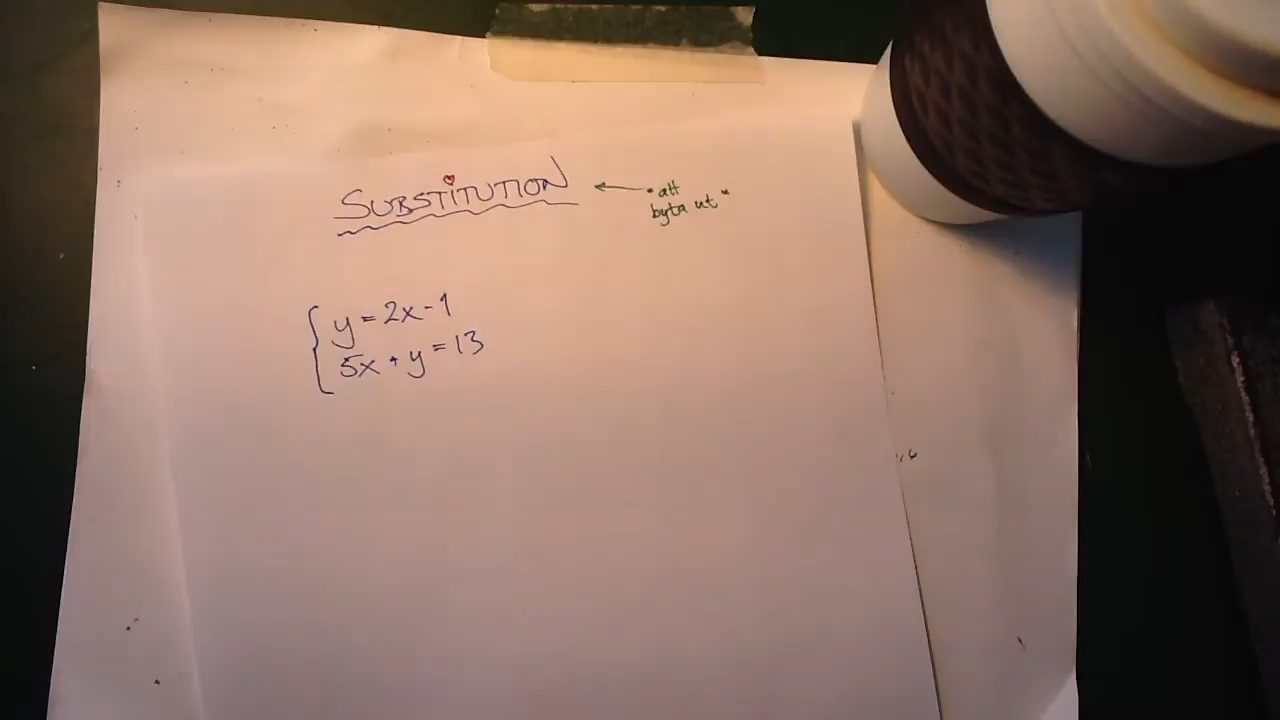 SUBSTITUTION
"att
byta ut"
y = 2x - 1
5x + y = 13